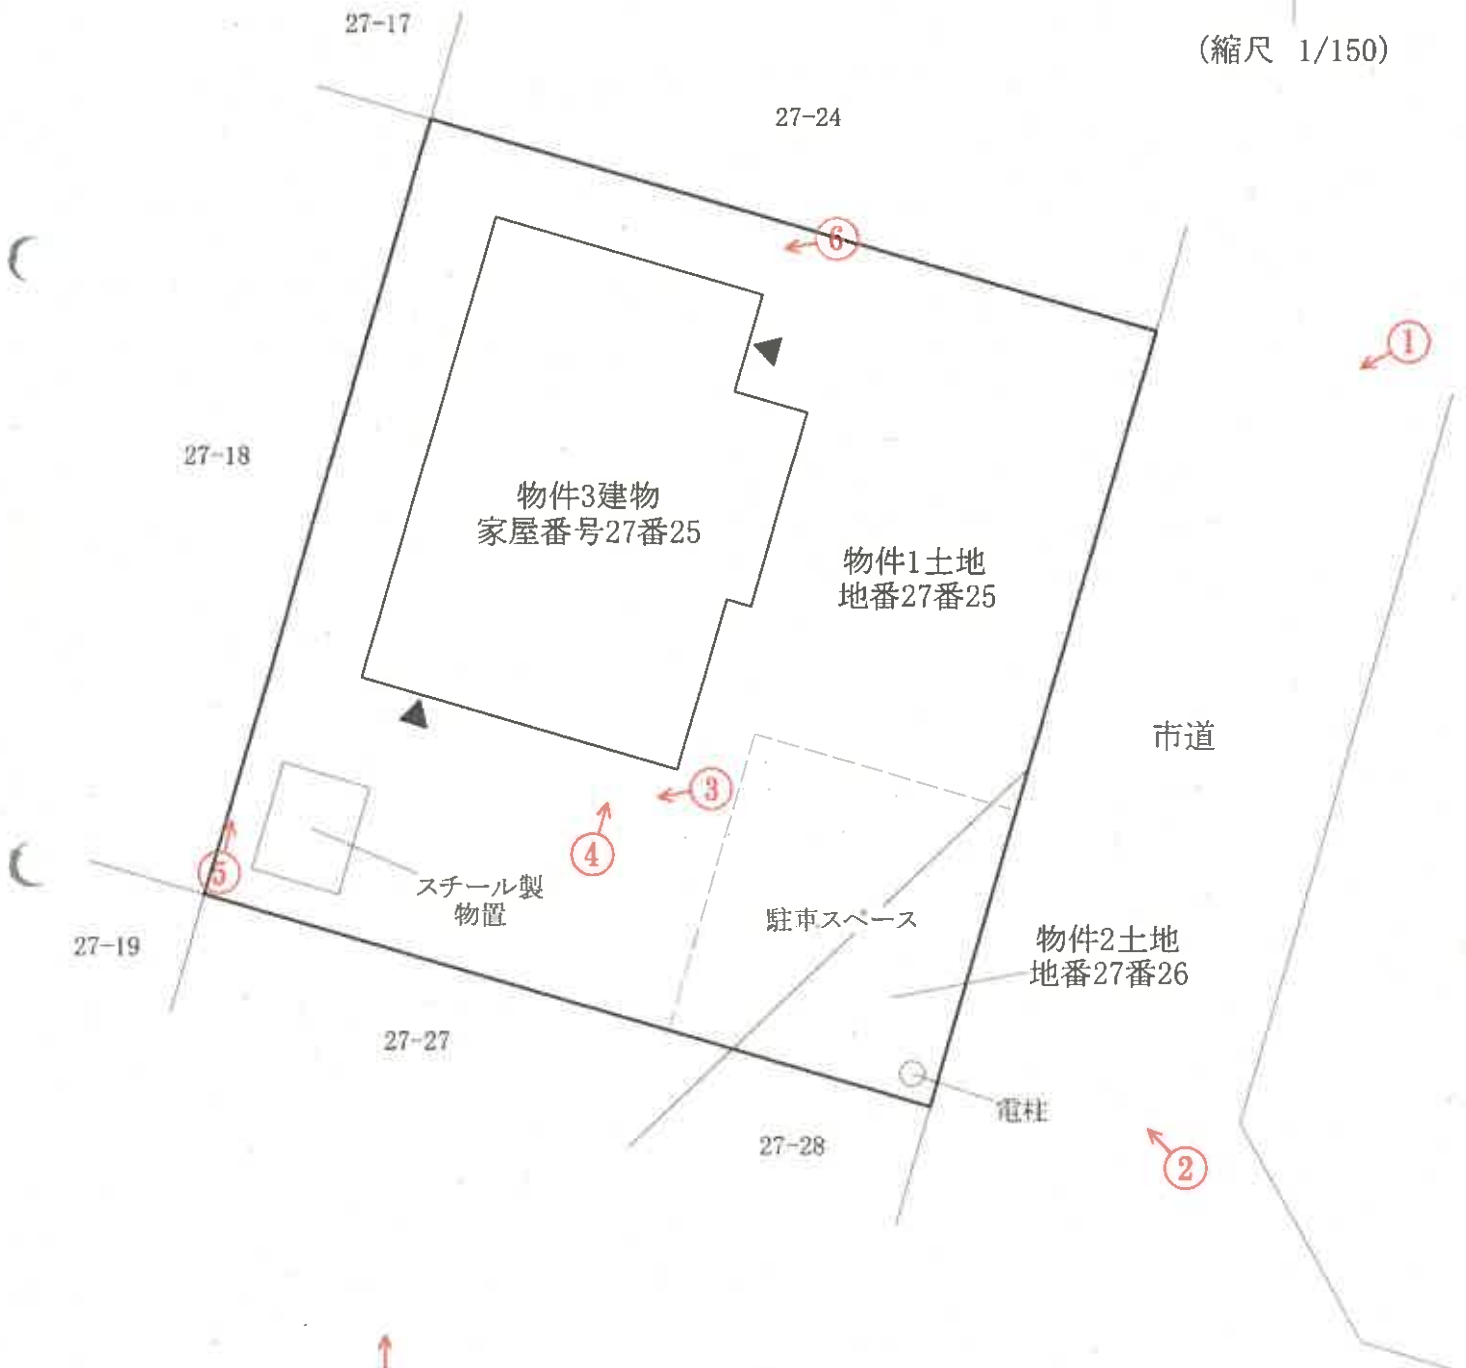 27-17
(縮尺 1/150)
27-24
⑥
①
27-18
物件3建物
家屋番号27番25
物件1土地
地番27番25
市道
③
④
⑤
スチール製
物置
駐車スペース
27-19
物件2土地
地番27番26
27-27
電柱
27-28
②